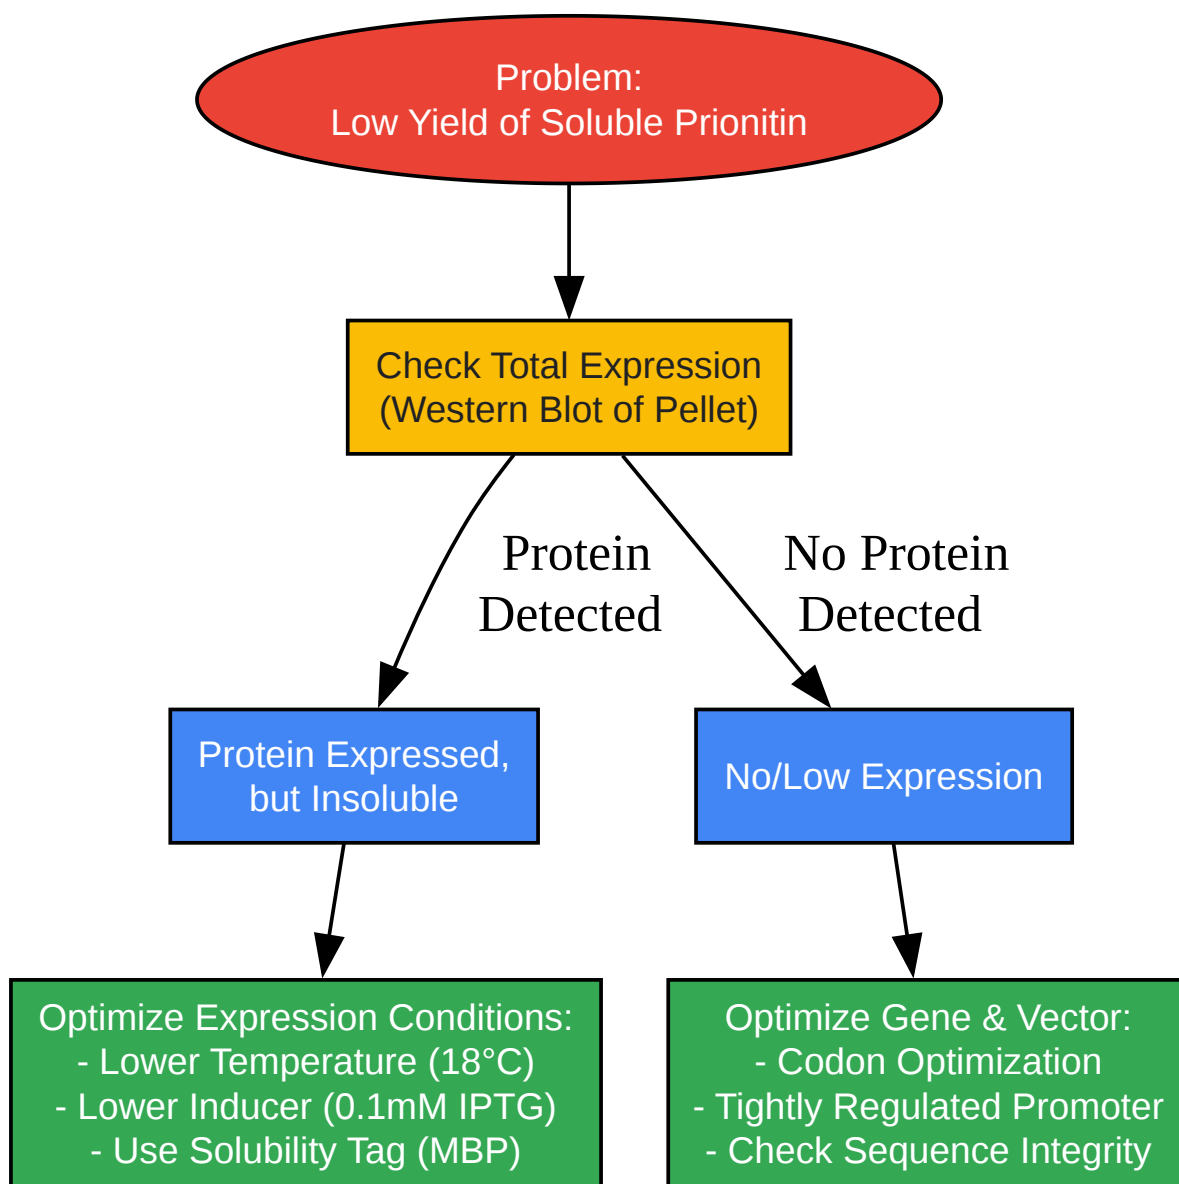 Problem:
Low Yield of Soluble Prionitin
Check Total Expression
(Western Blot of Pellet)
Protein
Detected
No Protein
Detected
Protein Expressed,
but Insoluble
No/Low Expression
Optimize Expression Conditions:
- Lower Temperature (18°C)
- Lower Inducer (0.1mM IPTG)
- Use Solubility Tag (MBP)
Optimize Gene & Vector:
- Codon Optimization
- Tightly Regulated Promoter
- Check Sequence Integrity